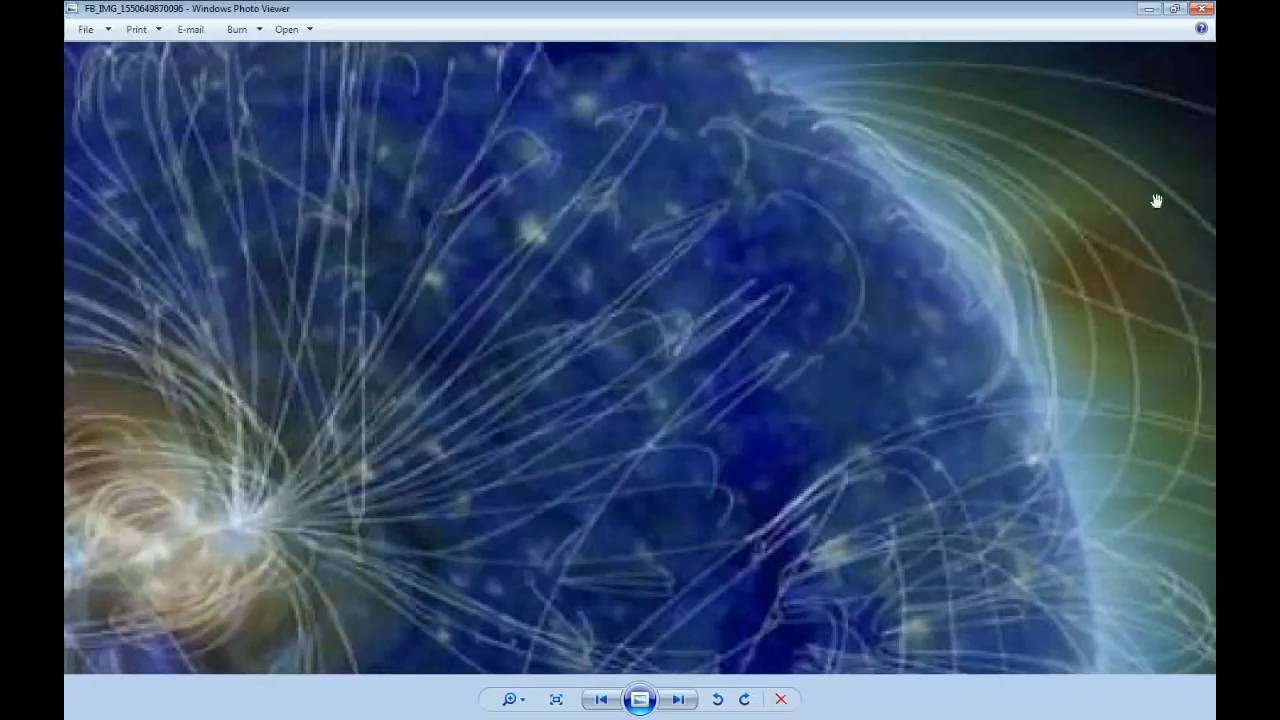 FB_IMG_1550649870096 - Windows Photo Viewer
File Print E-mail Burn Open